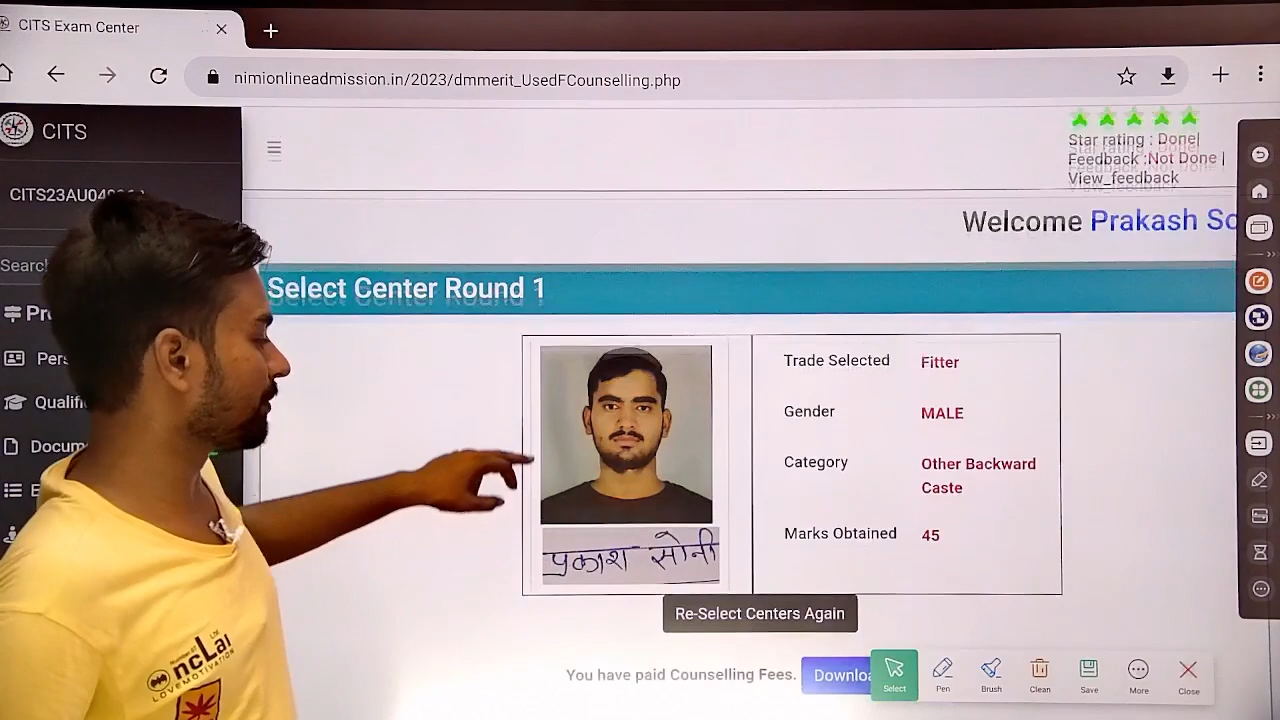 CITS Exam Center
nimionlineadmission.in/2023/dmmerit_UsedFCounselling.php
CITS
Star rating : Done|
Feedback :Not Done |
View_feedback
Welcome Prakash
Search
Select Center Round 1
Trade Selected Fitter
Gender MALE
Category Other Backward
Caste
Marks Obtained 45
प्रकाश सोनी
Re-Select Centers Again
You have paid Counselling Fees.
Select Pen Brush Clean Save More Close
ncLai
LOVEMOTIVATION